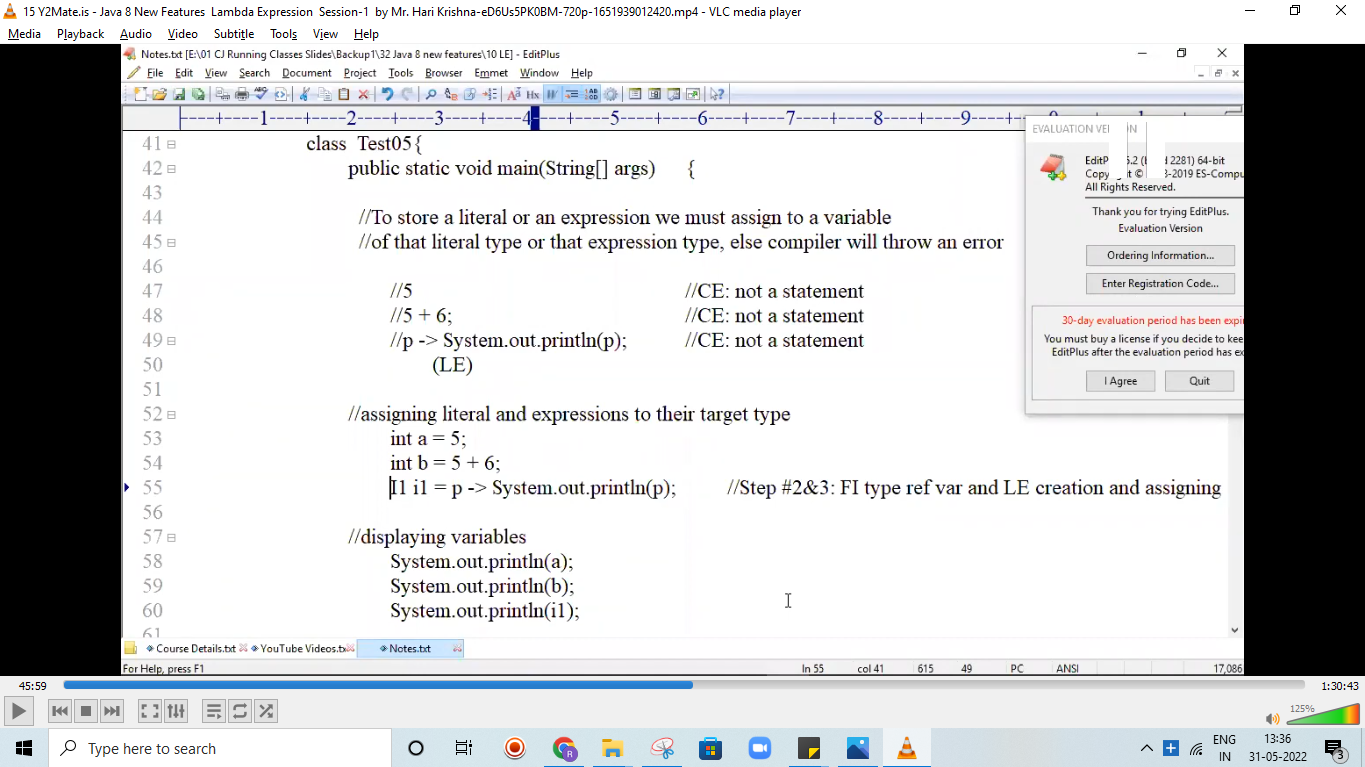 15 Y2Mate.is - Java 8 New Features Lambda Expression Session-1 by Mr. Hari Krishna-eD6Us5PK0BM-720p-1651939012420.mp4 - VLC media player
Media Playback Audio Video Subtitle Tools View Help
Notes.txt [E:\01 CJ Running Classes Slides\Backup1\32 Java 8 new features\10 LE] - EditPlus
File Edit View Search Document Project Tools Browser Emmet Window Help
----+----1----+----2----+----3----+----4----+----5----+----6----+----7----+----8----+----9----+----
EVALUATION
41 class Test05{
42 public static void main(String[] args) {
43
44 //To store a literal or an expression we must assign to a variable
45 //of that literal type or that expression type, else compiler will throw an error
46
47 //5 //CE: not a statement
48 //5 + 6; //CE: not a statement
49 //p -> System.out.println(p); //CE: not a statement
50 (LE)
51
52 //assigning literal and expressions to their target type
53 int a = 5;
54 int b = 5 + 6;
55 I1 i1 = p -> System.out.println(p); //Step #2&3: FI type ref var and LE creation and assigning
56
57 //displaying variables
58 System.out.println(a);
59 System.out.println(b);
60 System.out.println(i1);
61
2281) 64-bit
-2019 ES-Compu
All Rights Reserved.
Thank you for trying EditPlus.
Evaluation Version
Ordering Information...
Enter Registration Code...
30-day evaluation period has been expi
You must buy a license if you decide to kee
EditPlus after the evaluation period has ex
I Agree Quit
Course Details.txt YouTube Videos.tx Notes.txt
For Help, press F1 ln 55 col 41 615 49 PC ANSI 17,086
45:59 1:30:43
125%
Type here to search
ENG
IN
13:36
31-05-2022
3